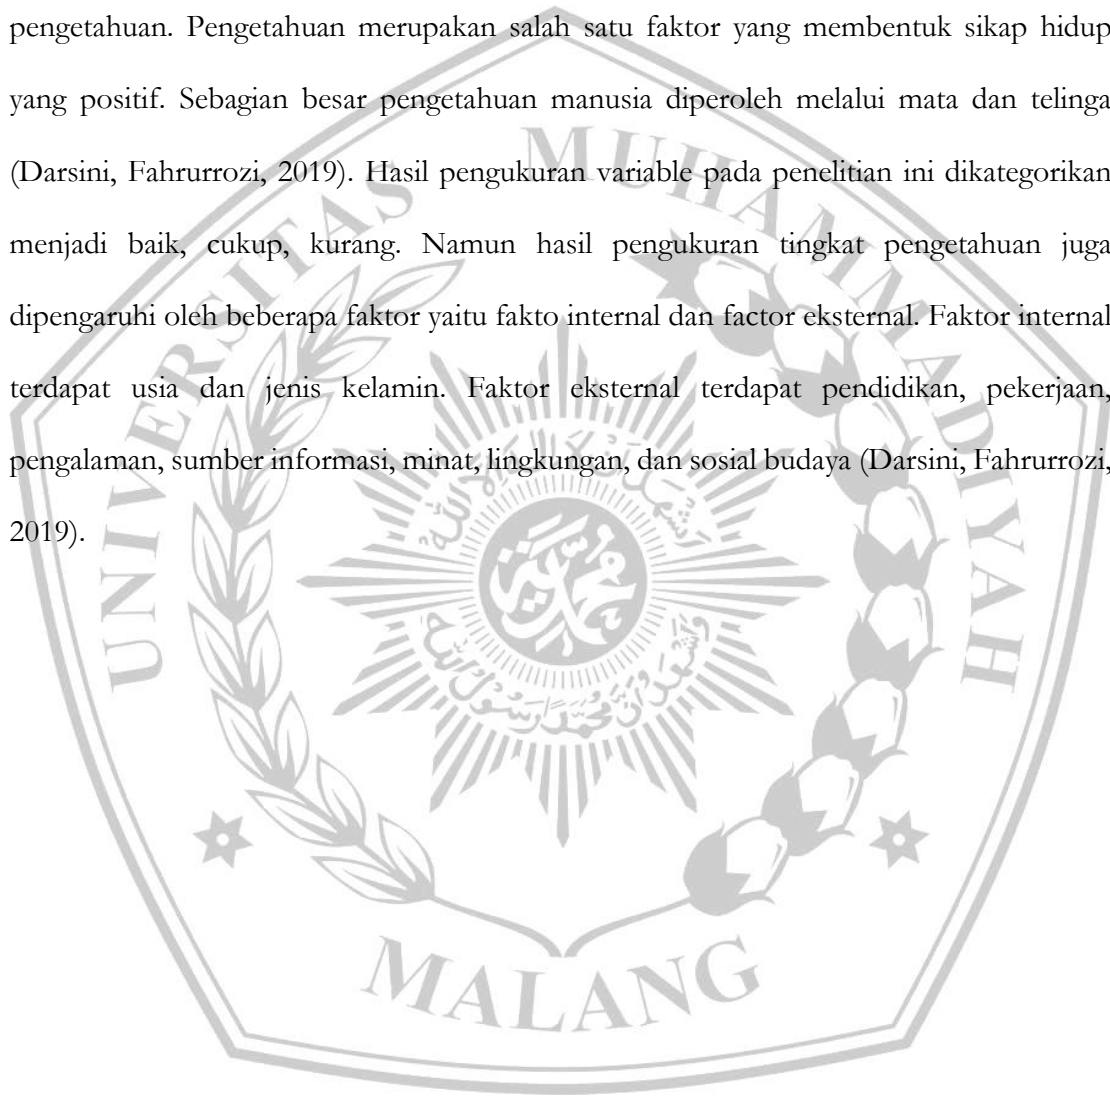 pengetahuan. Pengetahuan merupakan salah satu faktor yang membentuk sikap hidup
yang positif. Sebagian besar pengetahuan manusia diperoleh melalui mata dan telinga
(Darsini, Fahrurrozi, 2019). Hasil pengukuran variable pada penelitian ini dikategorikan
menjadi baik, cukup, kurang. Namun hasil pengukuran tingkat pengetahuan juga
dipengaruhi oleh beberapa faktor yaitu fakto internal dan factor eksternal. Faktor internal
terdapat usia dan jenis kelamin. Faktor eksternal terdapat pendidikan, pekerjaan,
pengalaman, sumber informasi, minat, lingkungan, dan sosial budaya (Darsini, Fahrurrozi,
2019).
UNIVERSITAS MUHAMMADIYAH
MALANG